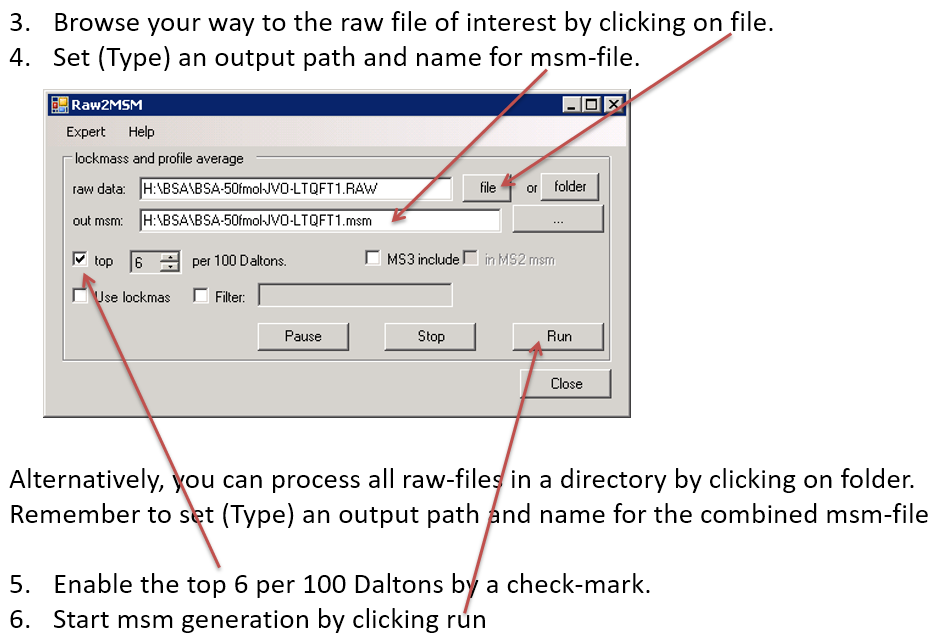 3. Browse your way to the raw file of interest by clicking on file.
4. Set (Type) an output path and name for msm-file.
Raw2MSM
Expert Help
lockmass and profile average
raw data: H:\BSA\BSA-50fmol-JVO-LTQFT1.RAW file or folder
out msm: H:\BSA\BSA-50fmol-JVO-LTQFT1.msm ...
top 6 per 100 Daltons. MS3 include in MS2 msm
Use lockmas Filter:
Pause Stop Run
Close
Alternatively, you can process all raw-files in a directory by clicking on folder.
Remember to set (Type) an output path and name for the combined msm-file
5. Enable the top 6 per 100 Daltons by a check-mark.
6. Start msm generation by clicking run